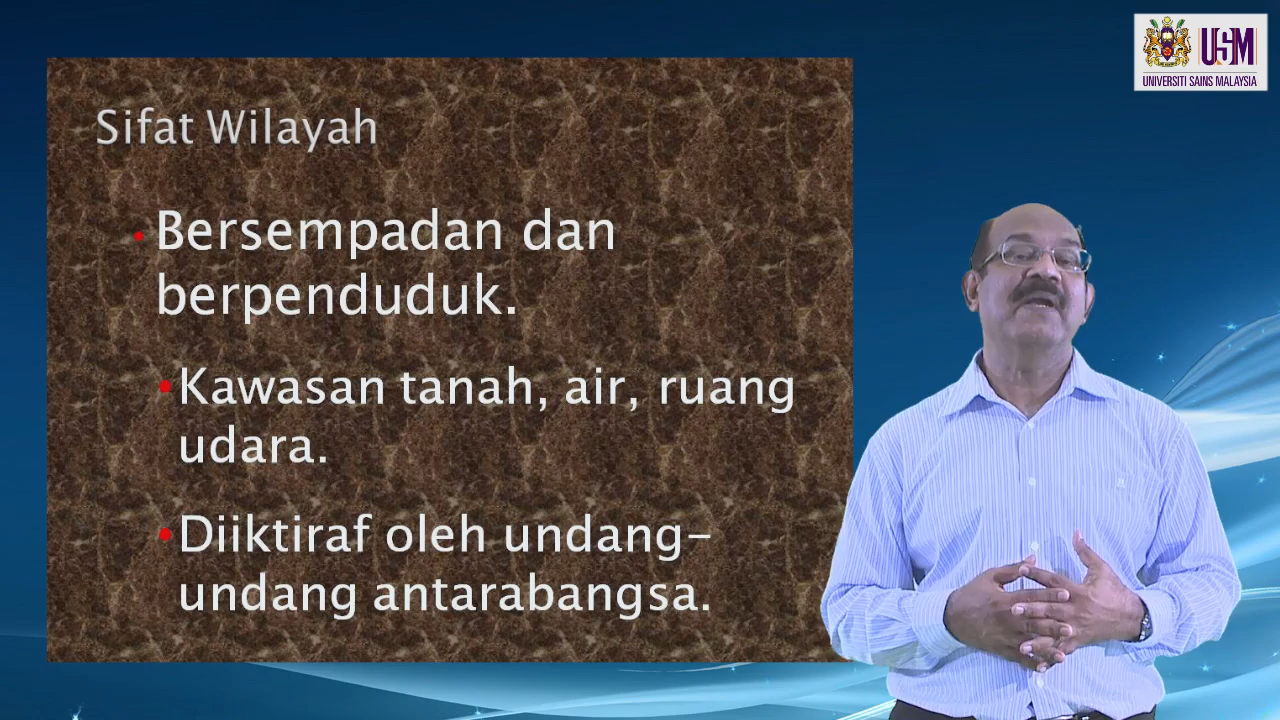 USM
UNIVERSITI SAINS MALAYSIA
Sifat Wilayah
• Bersempadan dan
berpenduduk.
• Kawasan tanah, air, ruang
udara.
• Diiktiraf oleh undang-
undang antarabangsa.